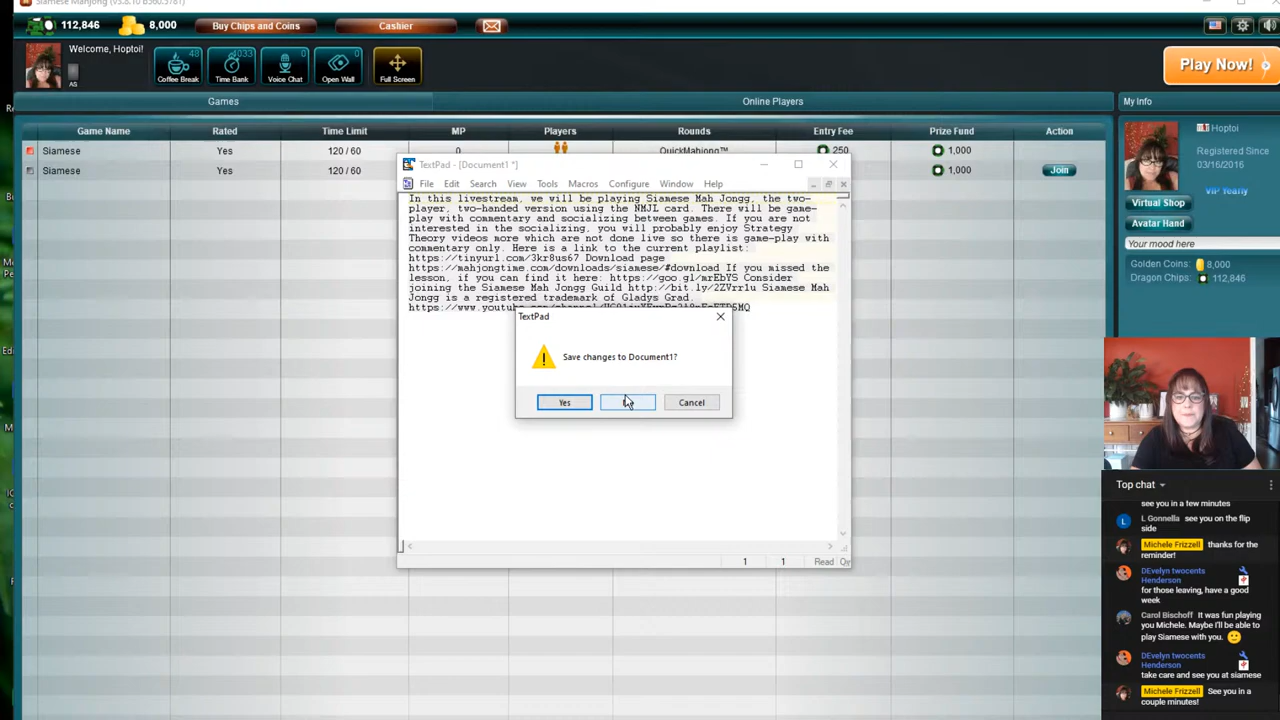 Siamese Mahjong (v3.8.10 b360.5781)
112,846
8,000
Buy Chips and Coins
Cashier
Welcome, Hoptoi!
AS
48
Coffee Break
4033
Time Bank
0
Voice Chat
0
Open Wall
Full Screen
Play Now!
Games
Online Players
My Info
Game Name
Rated
Time Limit
MP
Players
Rounds
Entry Fee
Prize Fund
Action
Siamese
Yes
120 / 60
0
QuickMahjong™
250
1,000
Siamese
Yes
120 / 60
1,000
Join
Hoptoi
Registered Since
03/16/2016
VIP Yearly
Virtual Shop
Avatar Hand
Your mood here
Golden Coins:
8,000
Dragon Chips:
112,846
TextPad - [Document1 *]
File
Edit
Search
View
Tools
Macros
Configure
Window
Help
In this livestream, we will be playing Siamese Mah Jongg, the two-
player, two-handed version using the NMJL card. There will be game-
play with commentary and socializing between games. If you are not
interested in the socializing, you will probably enjoy Strategy
Theory videos more which are not done live so there is game-play with
commentary only. Here is a link to the current playlist:
https://tinyurl.com/3kr8us67 Download page
https://mahjongtime.com/downloads/siamese/#download If you missed the
lesson, if you can find it here: https://goo.gl/mrEbYS Consider
joining the Siamese Mah Jongg Guild http://bit.ly/2ZVrr1u Siamese Mah
Jongg is a registered trademark of Gladys Grad.
TextPad
Save changes to Document1?
Yes
Cancel
1
1
Read
Top chat
see you in a few minutes
L
L Gonnella see you on the flip
side
Michele Frizzell thanks for the
reminder!
DEvelyn twocents
Henderson
for those leaving, have a good
week
Carol Bischoff It was fun playing
you Michele. Maybe I'll be able to
play Siamese with you.
DEvelyn twocents
Henderson
take care and see you at siamese
Michele Frizzell See you in a
couple minutes!